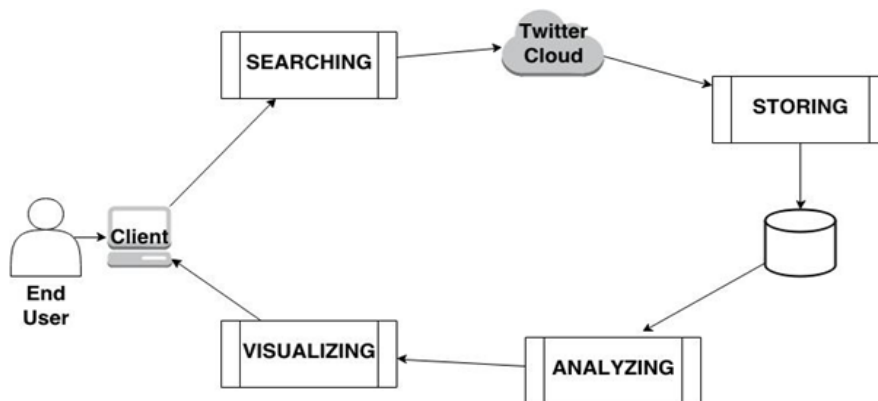 Twitter
Cloud
SEARCHING
STORING
Client
End
User
VISUALIZING
ANALYZING